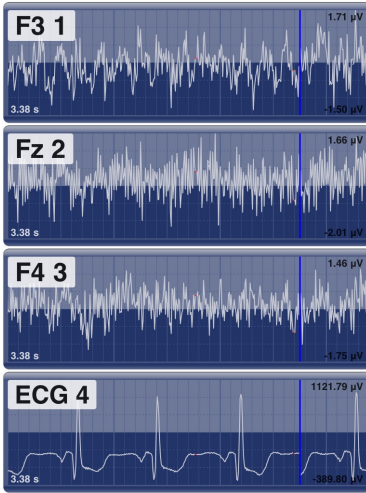 F3 1
1.71 µV
3.38 s
-1.50 µV
Fz 2
1.66 µV
3.38 s
-2.01 µV
F4 3
1.46 µV
3.38 s
-1.75 µV
ECG 4
1121.79 µV
3.38 s
-389.80 µV